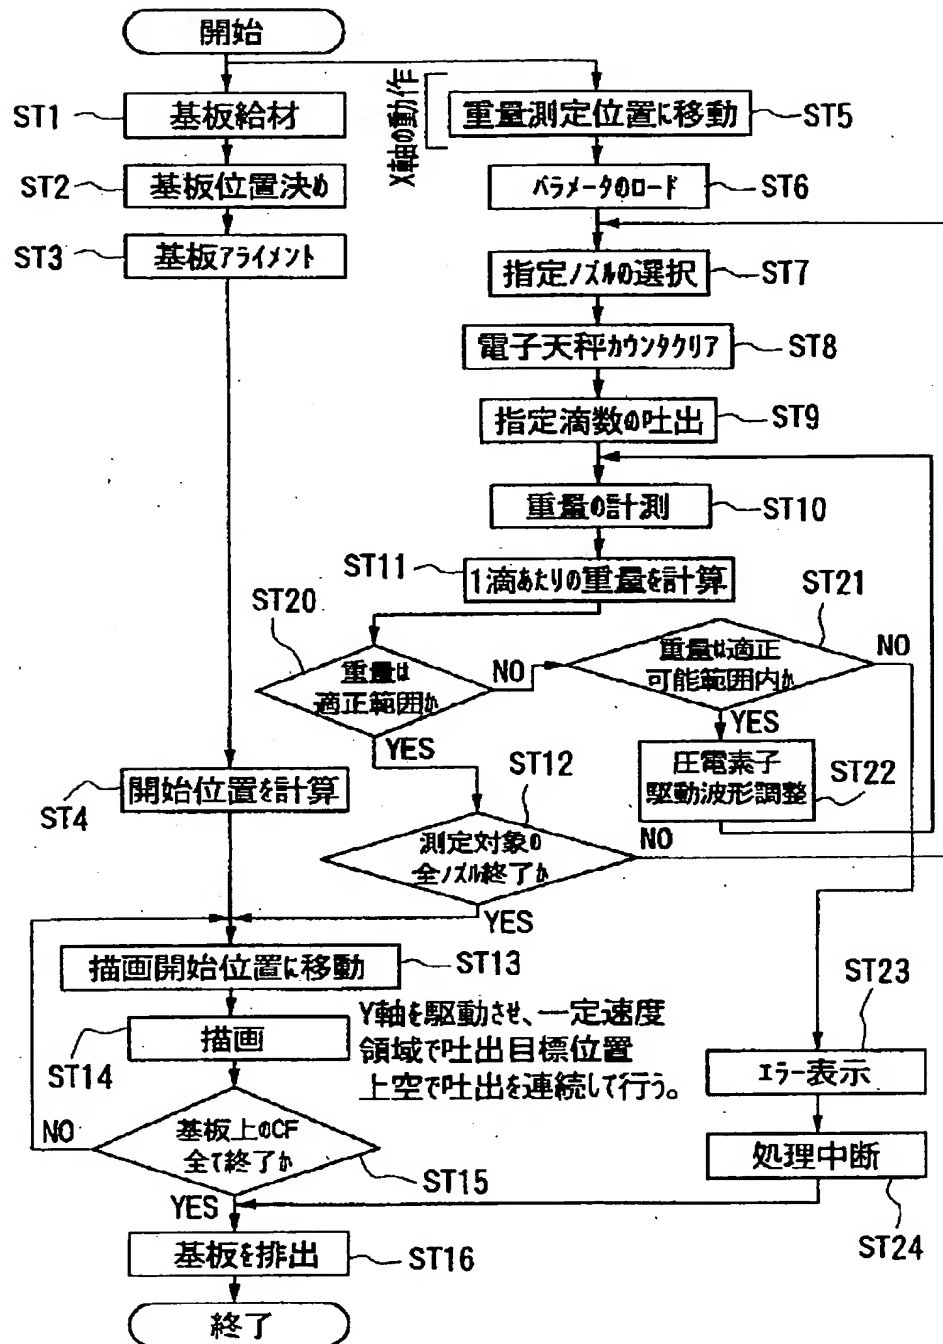 開始
ST1
基板給材
X軸の動作
重量測定位置に移動
ST5
ST2
基板位置決め
パラメータのロード
ST6
ST3
基板アライメント
指定ノズルの選択
ST7
電子天秤カウンタクリア
ST8
指定滴数の吐出
ST9
重量の計測
ST10
ST11
1滴あたりの重量を計算
ST20
ST21
重量は
適正範囲か
NO
YES
重量は適正
可能範囲内か
NO
YES
圧電素子
駆動波形調整
ST22
ST4
開始位置を計算
ST12
測定対象の
全ノズル終了か
NO
YES
描画開始位置に移動
ST13
描画
ST14
Y軸を駆動させ、一定速度
領域で吐出目標位置
上空で吐出を連続して行う。
ST23
エラー表示
NO
基板上のCF
全て終了か
ST15
YES
処理中断
ST24
基板を排出
ST16
終了